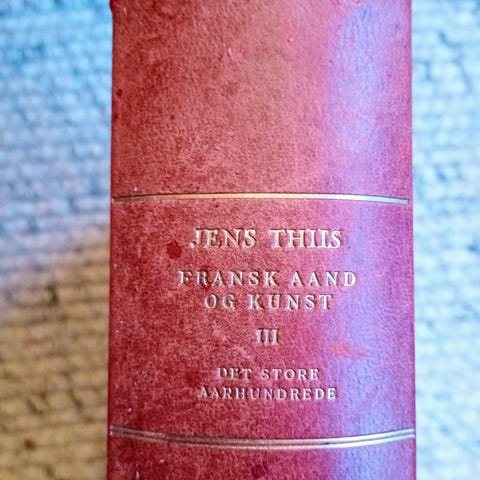 JENS THIIS
FRANSK AAND
OG KUNST
III
DET STORE
AARHUNDREDE